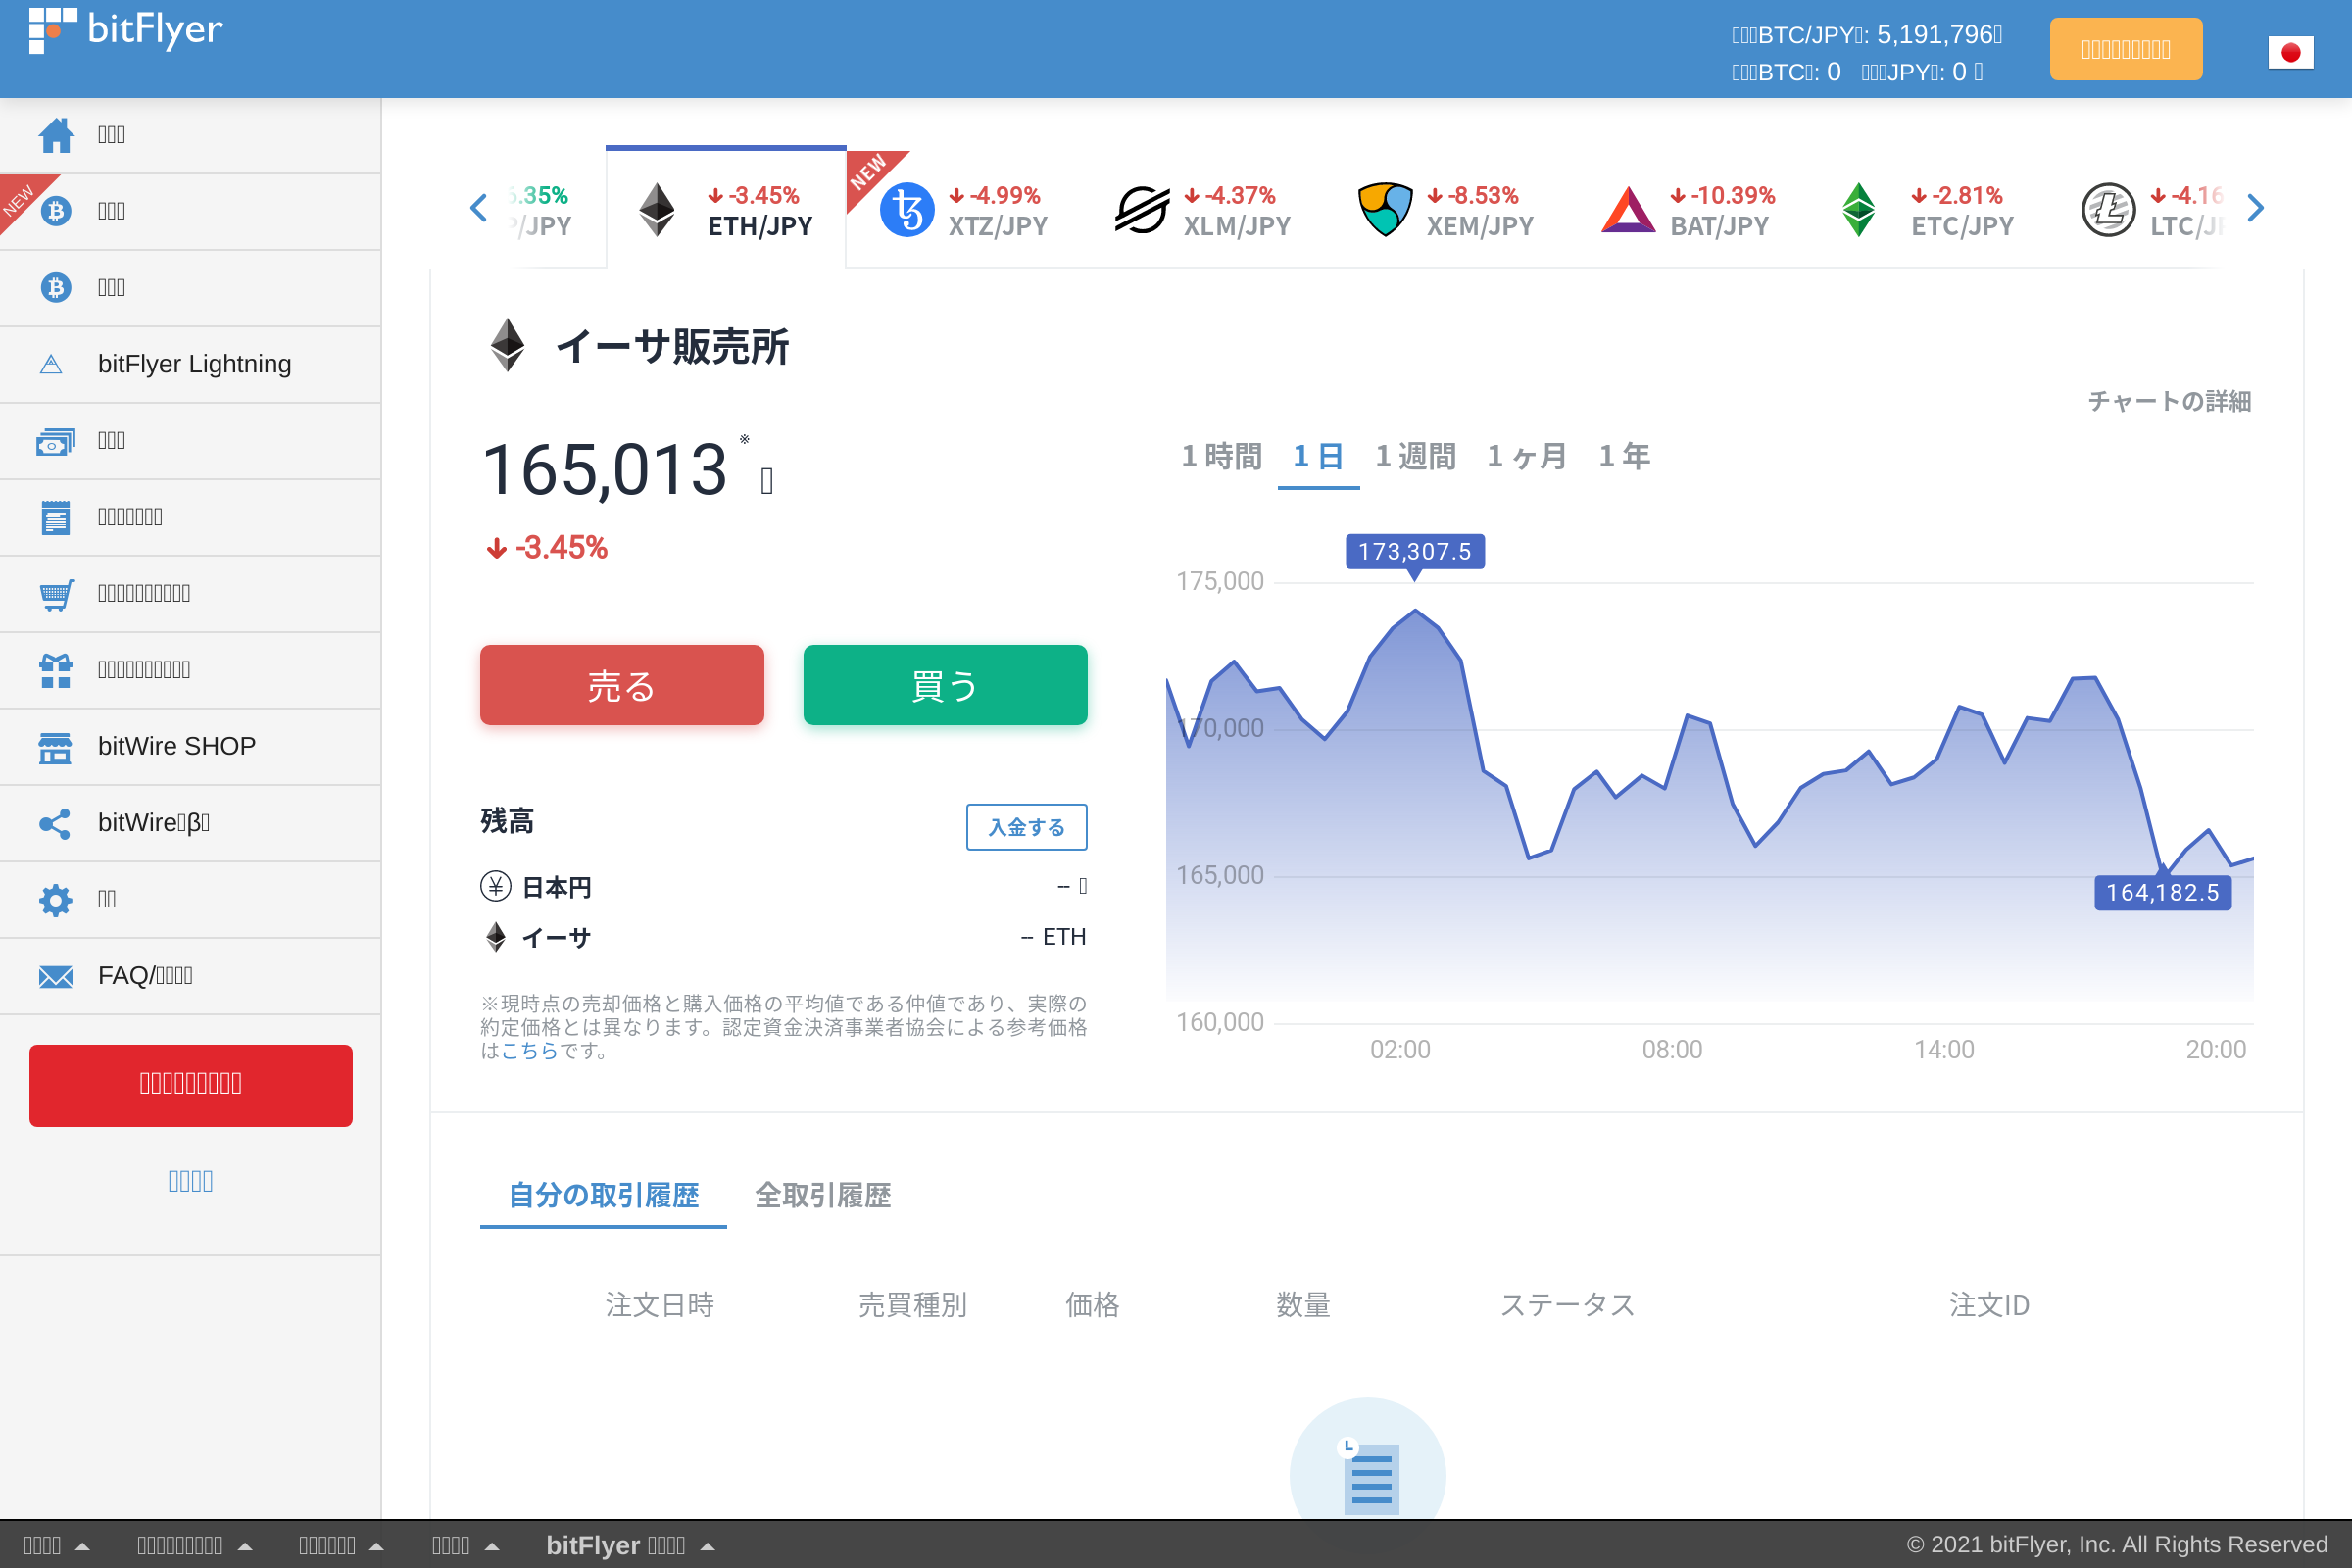 bitFlyer
BTC/JPY: 5,191,796
BTC: 0 JPY: 0
NEW
bitFlyer Lightning
bitWire SHOP
bitWire β
FAQ/
6.35%
P/JPY
-3.45%
ETH/JPY
NEW
-4.99%
XTZ/JPY
-4.37%
XLM/JPY
-8.53%
XEM/JPY
-10.39%
BAT/JPY
-2.81%
ETC/JPY
-4.16
LTC/J
イーサ販売所
チャートの詳細
165,013 ※
-3.45%
1 時間 1 日 1 週間 1 ヶ月 1 年
売る
買う
173,307.5
175,000
170,000
165,000
160,000
164,182.5
02:00 08:00 14:00 20:00
残高
入金する
日本円 --
イーサ -- ETH
※現時点の売却価格と購入価格の平均値である仲値であり、実際の
約定価格とは異なります。認定資金決済事業者協会による参考価格
はこちらです。
自分の取引履歴 全取引履歴
注文日時 売買種別 価格 数量 ステータス 注文ID
bitFlyer
© 2021 bitFlyer, Inc. All Rights Reserved